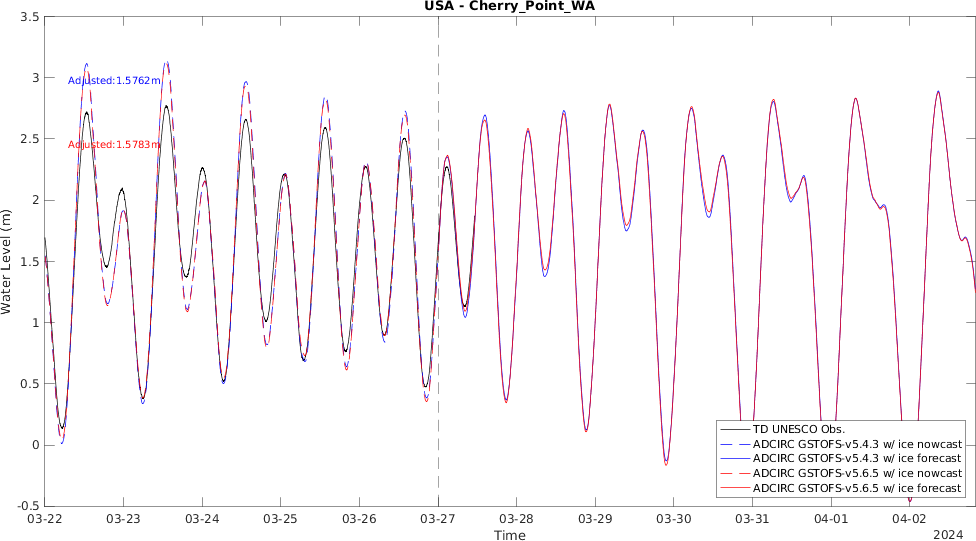 USA - Cherry_Point_WA
3.5
3
2.5
2
1.5
1
0.5
0
-0.5
Water Level (m)
Adjusted:1.5762m
Adjusted:1.5783m
TD UNESCO Obs.
ADCIRC GSTOFS-v5.4.3 w/ ice nowcast
ADCIRC GSTOFS-v5.4.3 w/ ice forecast
ADCIRC GSTOFS-v5.6.5 w/ ice nowcast
ADCIRC GSTOFS-v5.6.5 w/ ice forecast
03-22 03-23 03-24 03-25 03-26 03-27 03-28 03-29 03-30 03-31 04-01 04-02
Time
2024